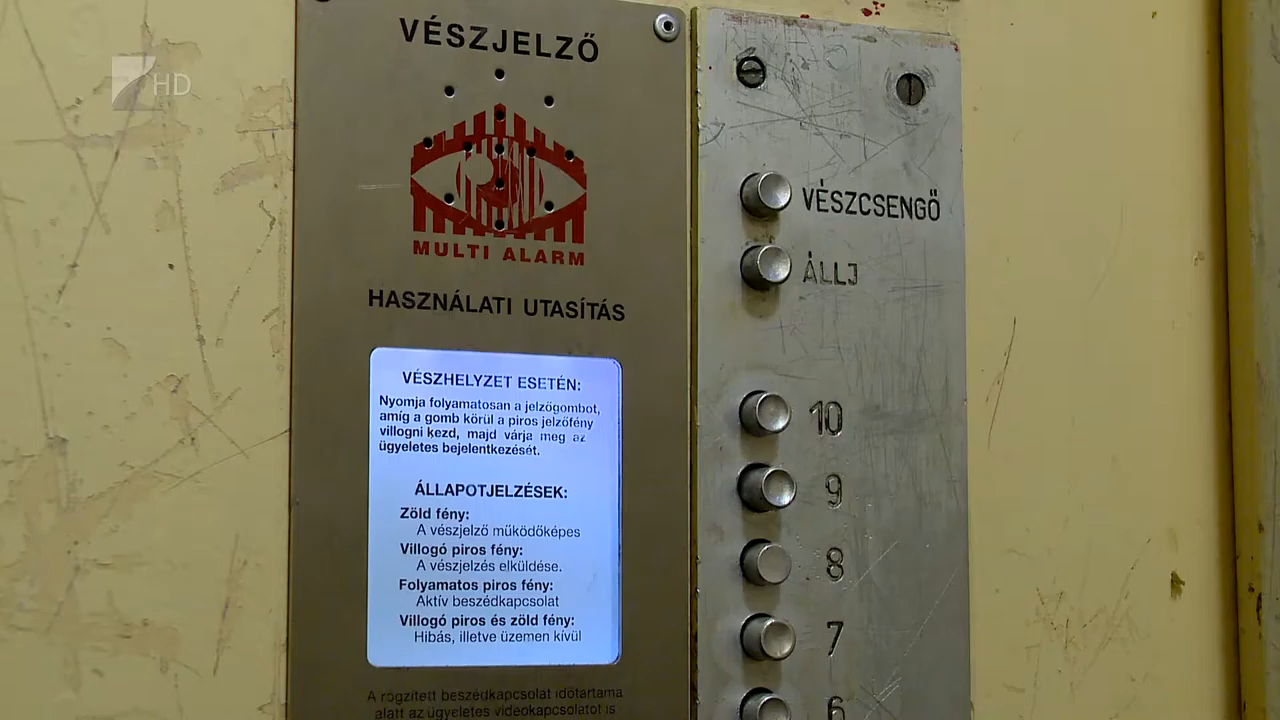 7 HD
VÉSZJELZŐ
MULTI ALARM
HASZNÁLATI UTASÍTÁS
VÉSZHELYZET ESETÉN:
Nyomja folyamatosan a jelzőgombot,
amíg a gomb körül a piros jelzőfény
villogni kezd, majd várja meg az
ügyeletes bejelentkezését.
ÁLLAPOTJELZÉSEK:
Zöld fény:
A vészjelző működőképes
Villogó piros fény:
A vészjelzés elküldése.
Folyamatos piros fény:
Aktív beszédkapcsolat
Villogó piros és zöld fény:
Hibás, illetve üzemen kívül
A rögzített beszédkapcsolat időtartama
alatt az ügyeletes videokapcsolatot is
VÉSZCSENGŐ
ÁLLJ
10
9
8
7
6